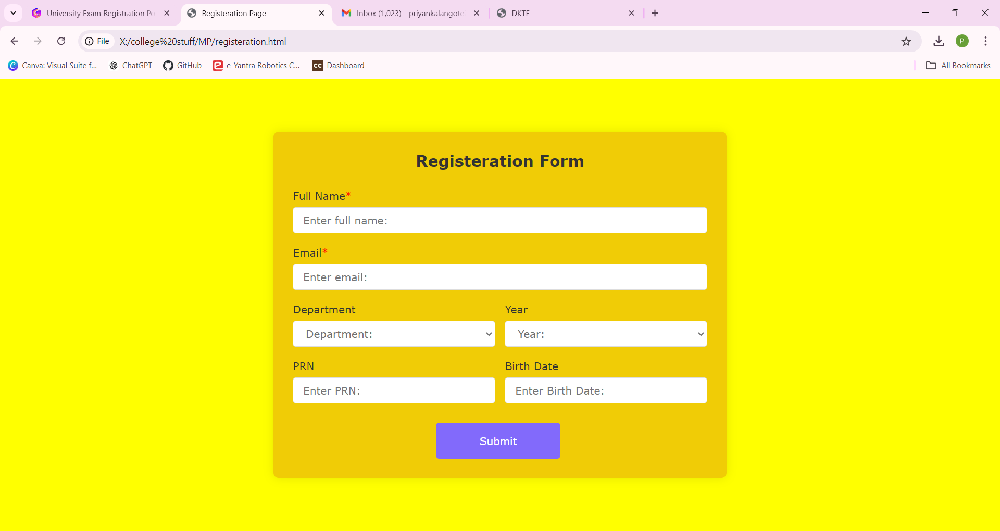 University Exam Registration Po
Registeration Page
Inbox (1,023) - priyankalangote.
DKTE
File
X:/college%20stuff/MP/registeration.html
P
Canva: Visual Suite f...
ChatGPT
GitHub
e-Yantra Robotics C...
CC Dashboard
All Bookmarks
Registeration Form
Full Name*
Enter full name:
Email*
Enter email:
Department
Year
Department:
Year:
PRN
Birth Date
Enter PRN:
Enter Birth Date:
Submit